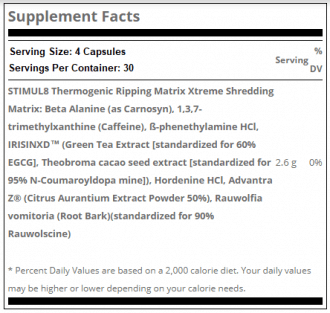 Supplement Facts
Serving Size: 4 Capsules
Servings Per Container: 30
Serving % DV
STIMUL8 Thermogenic Ripping Matrix Xtreme Shredding
Matrix: Beta Alanine (as Carnosyn), 1,3,7-
trimethylxanthine (Caffeine), ß-phenethylamine HCl,
IRISINXD™ (Green Tea Extract [standardized for 60%
EGCG], Theobroma cacao seed extract [standardized for 2.6 g 0%
95% N-Coumaroyldopa mine]), Hordenine HCl, Advantra
Z® (Citrus Aurantium Extract Powder 50%), Rauwolfia
vomitoria (Root Bark)(standardized for 90%
Rauwolscine)
* Percent Daily Values are based on a 2,000 calorie diet. Your daily values
may be higher or lower depending on your calorie needs.